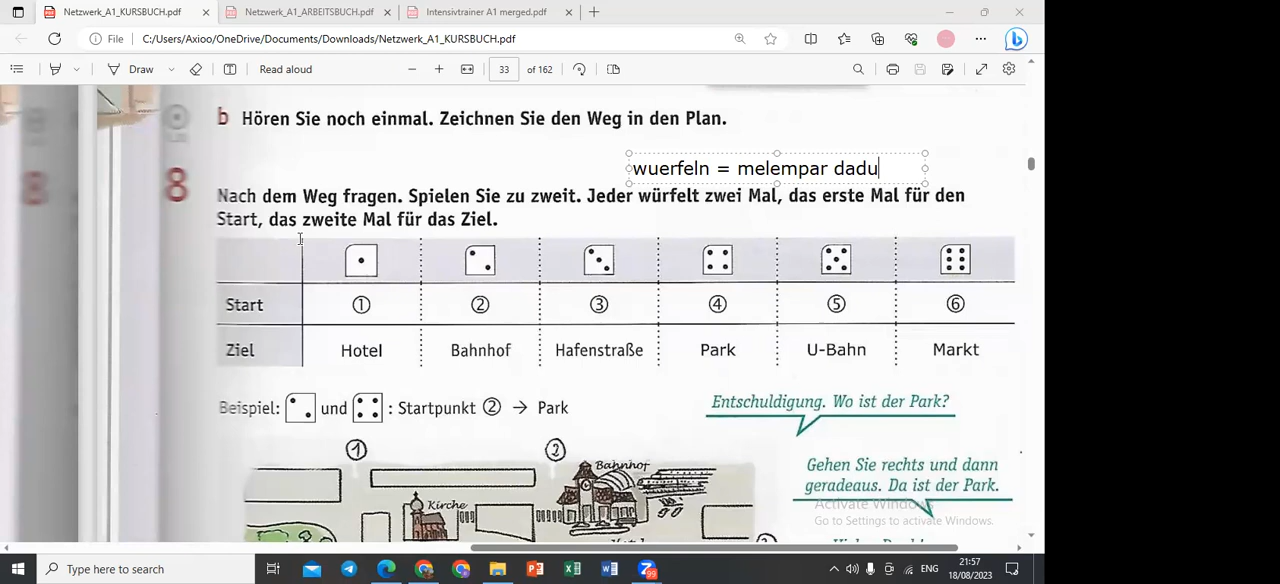 Netzwerk_A1_KURSBUCH.pdf
Netzwerk_A1_ARBEITSBUCH.pdf
Intensivtrainer A1 merged.pdf
File C:/Users/Axioo/OneDrive/Documents/Downloads/Netzwerk_A1_KURSBUCH.pdf
Draw Read aloud 33 of 162
b Hören Sie noch einmal. Zeichnen Sie den Weg in den Plan.
wuerfeln = melempar dadu
8
8 Nach dem Weg fragen. Spielen Sie zu zweit. Jeder würfelt zwei Mal, das erste Mal für den
Start, das zweite Mal für das Ziel.
Start ① ② ③ ④ ⑤ ⑥
Ziel Hotel Bahnhof Hafenstraße Park U-Bahn Markt
Beispiel: und : Startpunkt ② → Park
Entschuldigung. Wo ist der Park?
① ②
Bahnhof
Kirche
Gehen Sie rechts und dann
geradeaus. Da ist der Park.
Activate Windows
Go to Settings to activate Windows.
Type here to search
99
ENG
21:57
18/08/2023